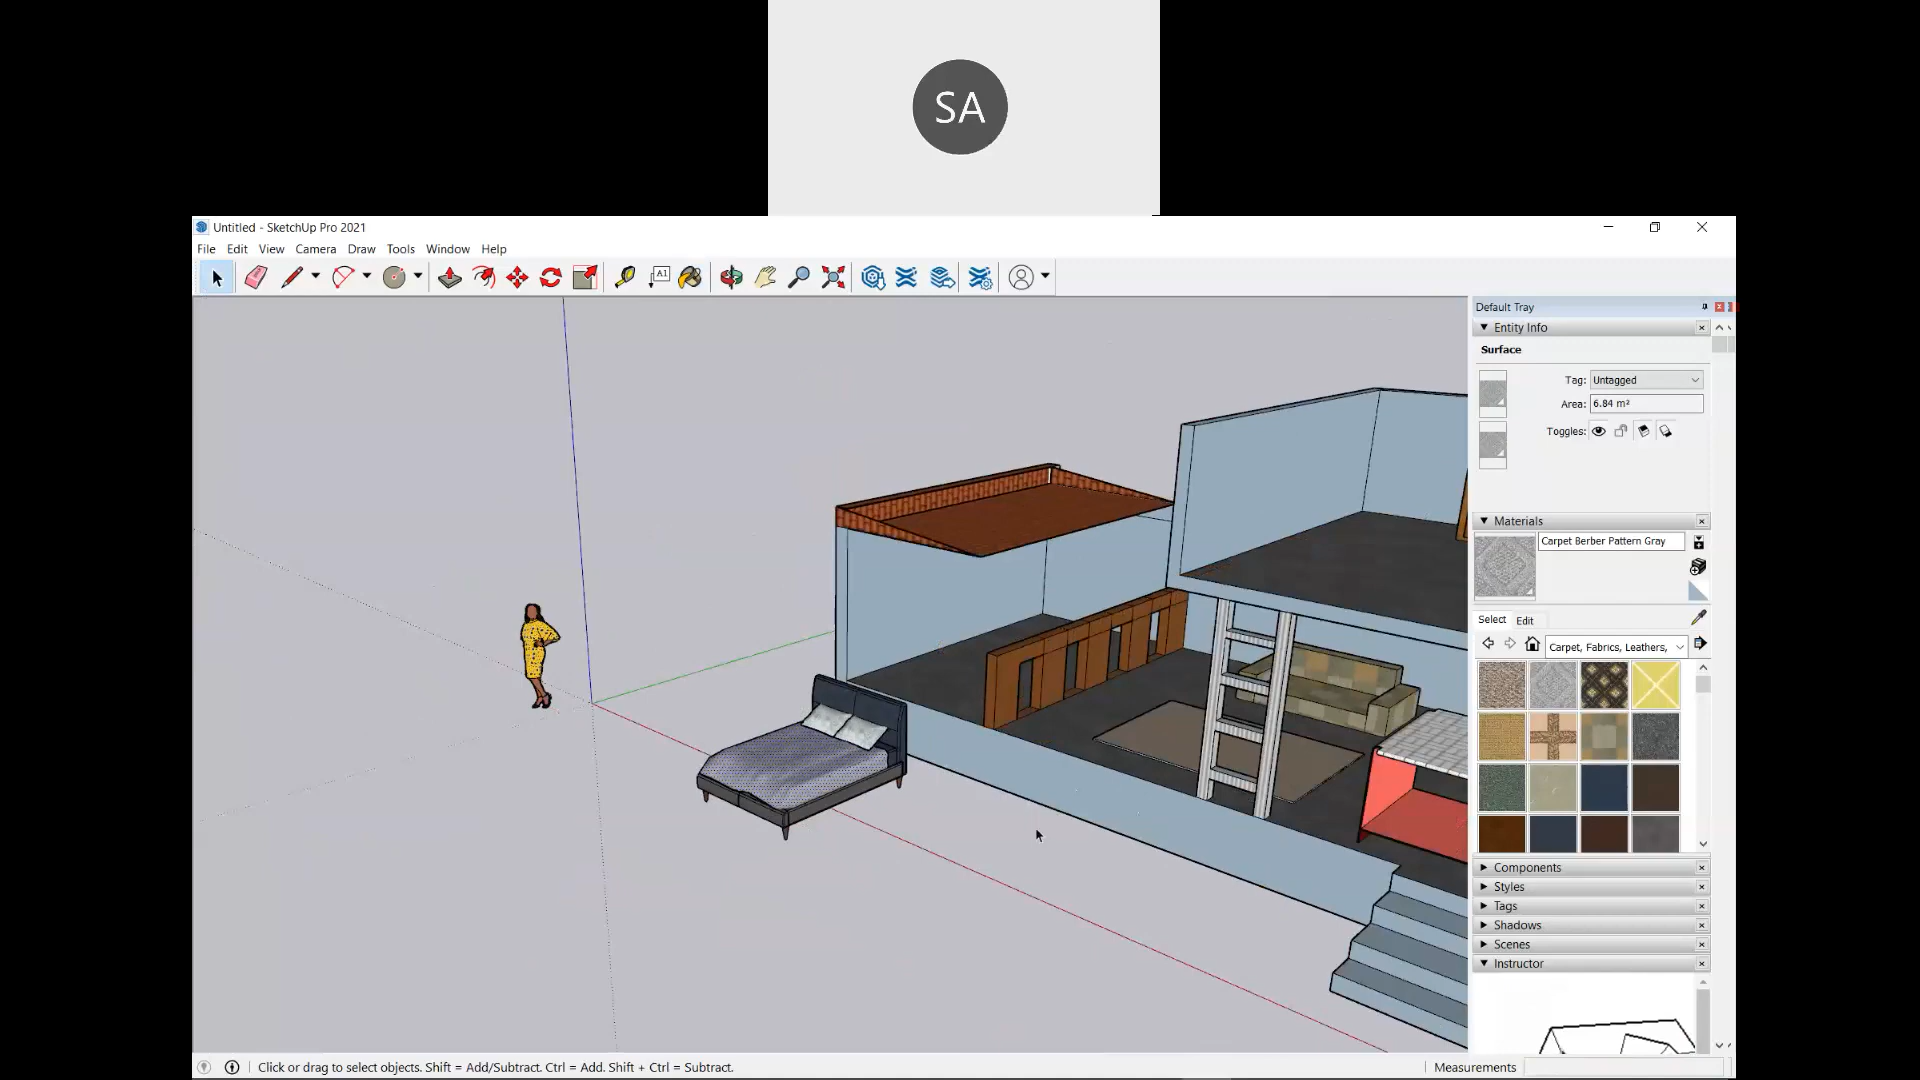 SA
Untitled - SketchUp Pro 2021
File Edit View Camera Draw Tools Window Help
A1
Default Tray
Entity Info
Surface
Tag: Untagged
Area: 6.84 m²
Toggles:
Materials
Carpet Berber Pattern Gray
Select Edit
Carpet, Fabrics, Leathers,
Components
Styles
Tags
Shadows
Scenes
Instructor
Click or drag to select objects. Shift = Add/Subtract. Ctrl = Add. Shift + Ctrl = Subtract.
Measurements